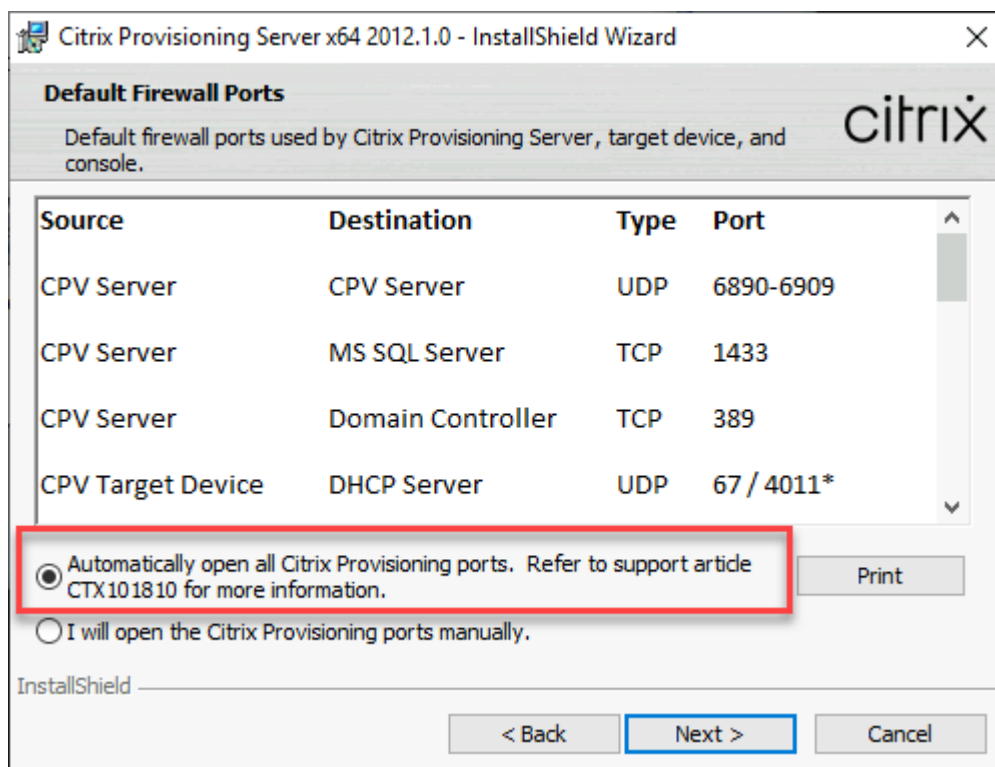 Citrix Provisioning Server x64 2012.1.0 - InstallShield Wizard
Default Firewall Ports
Default firewall ports used by Citrix Provisioning Server, target device, and
console.
citrix
Source Destination Type Port
CPV Server CPV Server UDP 6890-6909
CPV Server MS SQL Server TCP 1433
CPV Server Domain Controller TCP 389
CPV Target Device DHCP Server UDP 67 / 4011*
Automatically open all Citrix Provisioning ports. Refer to support article
CTX101810 for more information.
Print
I will open the Citrix Provisioning ports manually.
InstallShield
< Back Next > Cancel